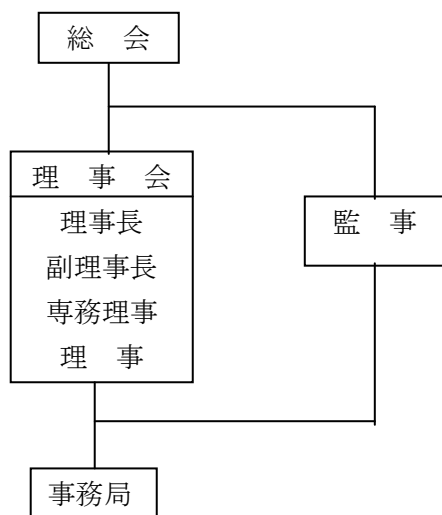 総　会
理　事　会
理事長
副理事長
専務理事
理　事
監　事
事務局